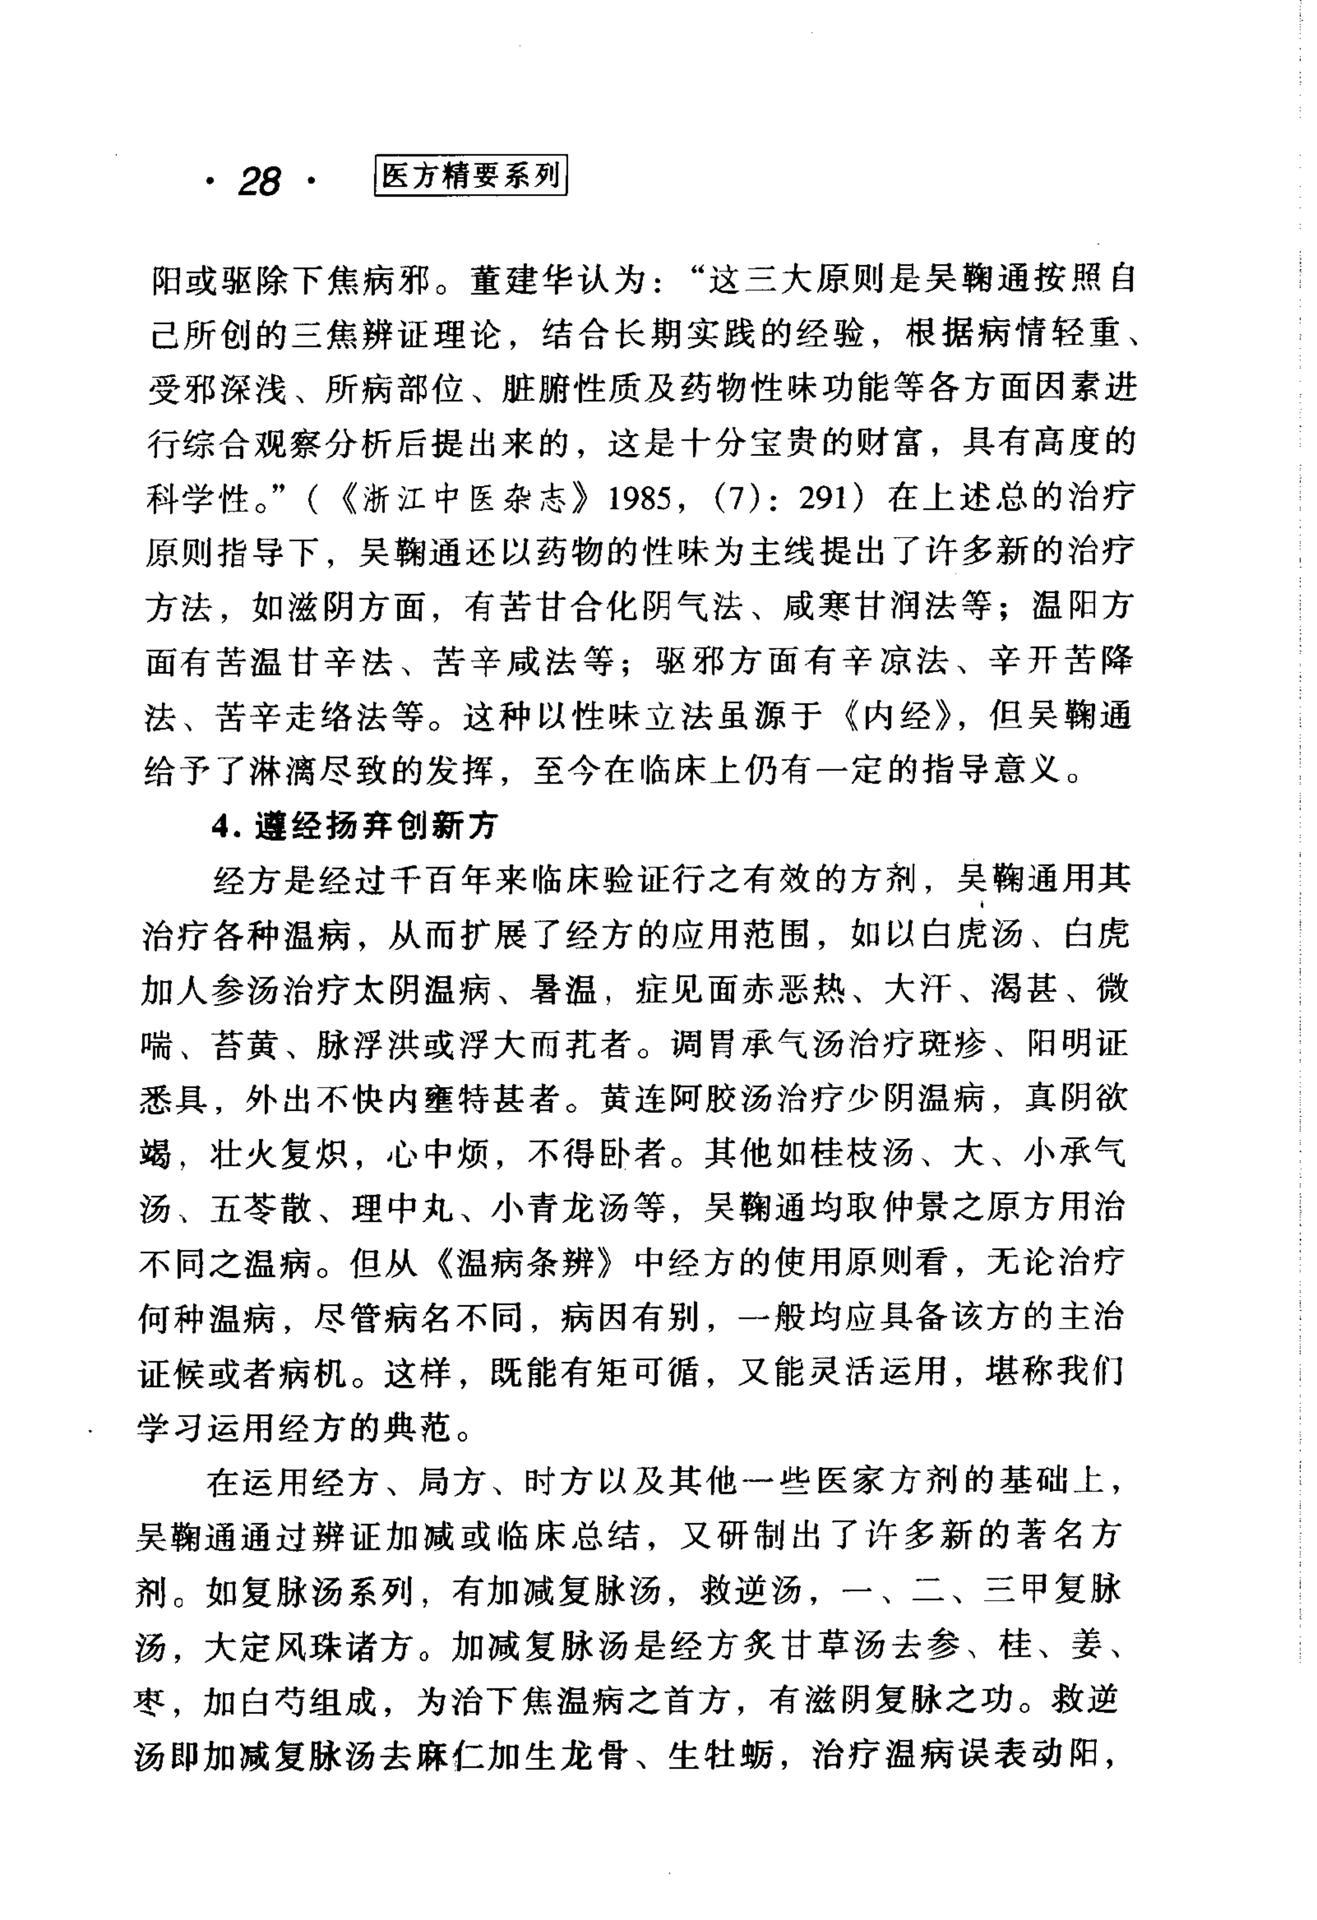 · 28 · 医方精要系列
阳或驱除下焦病邪。董建华认为：“这三大原则是吴鞠通按照自
己所创的三焦辨证理论，结合长期实践的经验，根据病情轻重、
受邪深浅、所病部位、脏腑性质及药物性味功能等各方面因素进
行综合观察分析后提出来的，这是十分宝贵的财富，具有高度的
科学性。”（《浙江中医杂志》1985，(7)：291）在上述总的治疗
原则指导下，吴鞠通还以药物的性味为主线提出了许多新的治疗
方法，如滋阴方面，有苦甘合化阴气法、咸寒甘润法等；温阳方
面有苦温甘辛法、苦辛咸法等；驱邪方面有辛凉法、辛开苦降
法、苦辛走络法等。这种以性味立法虽源于《内经》，但吴鞠通
给予了淋漓尽致的发挥，至今在临床上仍有一定的指导意义。
4. 遵经扬弃创新方
经方是经过千百年来临床验证行之有效的方剂，吴鞠通用其
治疗各种温病，从而扩展了经方的应用范围，如以白虎汤、白虎
加人参汤治疗太阴温病、暑温，症见面赤恶热、大汗、渴甚、微
喘、苔黄、脉浮洪或浮大而芤者。调胃承气汤治疗斑疹、阳明证
悉具，外出不快内壅特甚者。黄连阿胶汤治疗少阴温病，真阴欲
竭，壮火复炽，心中烦，不得卧者。其他如桂枝汤、大、小承气
汤、五苓散、理中丸、小青龙汤等，吴鞠通均取仲景之原方用治
不同之温病。但从《温病条辨》中经方的使用原则看，无论治疗
何种温病，尽管病名不同，病因有别，一般均应具备该方的主治
证候或者病机。这样，既能有矩可循，又能灵活运用，堪称我们
学习运用经方的典范。
在运用经方、局方、时方以及其他一些医家方剂的基础上，
吴鞠通通过辨证加减或临床总结，又研制出了许多新的著名方
剂。如复脉汤系列，有加减复脉汤，救逆汤，一、二、三甲复脉
汤，大定风珠诸方。加减复脉汤是经方炙甘草汤去参、桂、姜、
枣，加白芍组成，为治下焦温病之首方，有滋阴复脉之功。救逆
汤即加减复脉汤去麻仁加生龙骨、生牡蛎，治疗温病误表动阳，